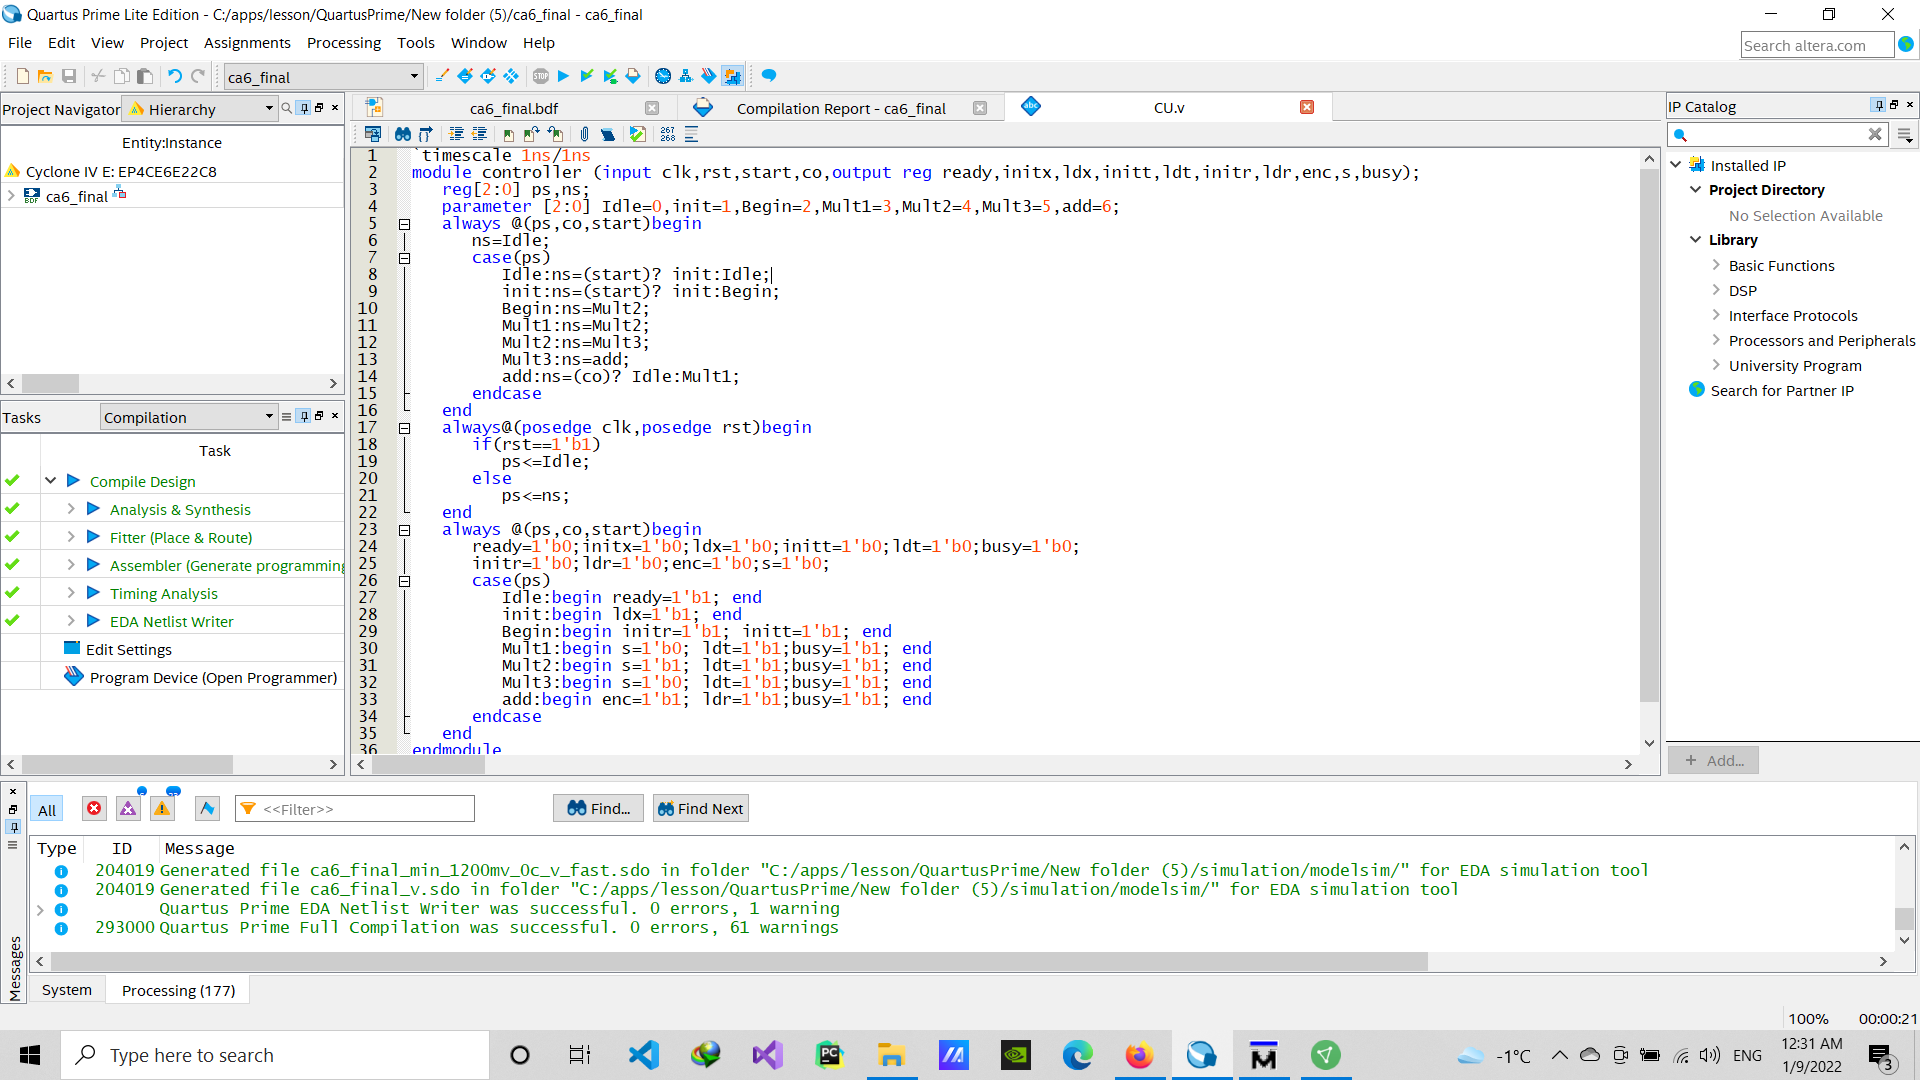 Quartus Prime Lite Edition - C:/apps/lesson/QuartusPrime/New folder (5)/ca6_final - ca6_final
File Edit View Project Assignments Processing Tools Window Help
Search altera.com
ca6_final
Project Navigator Hierarchy
Entity:Instance
Cyclone IV E: EP4CE6E22C8
ca6_final
Tasks Compilation
Task
Compile Design
Analysis & Synthesis
Fitter (Place & Route)
Assembler (Generate programming
Timing Analysis
EDA Netlist Writer
Edit Settings
Program Device (Open Programmer)
ca6_final.bdf
Compilation Report - ca6_final
CU.v
1 `timescale 1ns/1ns
2 module controller (input clk,rst,start,co,output reg ready,initx,ldx,initt,ldt,initr,ldr,enc,s,busy);
3 reg[2:0] ps,ns;
4 parameter [2:0] Idle=0,init=1,Begin=2,Mult1=3,Mult2=4,Mult3=5,add=6;
5 always @(ps,co,start)begin
6 ns=Idle;
7 case(ps)
8 Idle:ns=(start)? init:Idle;
9 init:ns=(start)? init:Begin;
10 Begin:ns=Mult2;
11 Mult1:ns=Mult2;
12 Mult2:ns=Mult3;
13 Mult3:ns=add;
14 add:ns=(co)? Idle:Mult1;
15 endcase
16 end
17 always@(posedge clk,posedge rst)begin
18 if(rst==1'b1)
19 ps<=Idle;
20 else
21 ps<=ns;
22 end
23 always @(ps,co,start)begin
24 ready=1'b0;initx=1'b0;ldx=1'b0;initt=1'b0;ldt=1'b0;busy=1'b0;
25 initr=1'b0;ldr=1'b0;enc=1'b0;s=1'b0;
26 case(ps)
27 Idle:begin ready=1'b1; end
28 init:begin ldx=1'b1; end
29 Begin:begin initr=1'b1; initt=1'b1; end
30 Mult1:begin s=1'b0; ldt=1'b1;busy=1'b1; end
31 Mult2:begin s=1'b1; ldt=1'b1;busy=1'b1; end
32 Mult3:begin s=1'b0; ldt=1'b1;busy=1'b1; end
33 add:begin enc=1'b1; ldr=1'b1;busy=1'b1; end
34 endcase
35 end
36 endmodule
IP Catalog
Installed IP
Project Directory
No Selection Available
Library
Basic Functions
DSP
Interface Protocols
Processors and Peripherals
University Program
Search for Partner IP
+ Add...
All <<Filter>> Find... Find Next
Type ID Message
204019 Generated file ca6_final_min_1200mv_0c_v_fast.sdo in folder "C:/apps/lesson/QuartusPrime/New folder (5)/simulation/modelsim/" for EDA simulation tool
204019 Generated file ca6_final_v.sdo in folder "C:/apps/lesson/QuartusPrime/New folder (5)/simulation/modelsim/" for EDA simulation tool
Quartus Prime EDA Netlist Writer was successful. 0 errors, 1 warning
293000 Quartus Prime Full Compilation was successful. 0 errors, 61 warnings
Messages
System Processing (177)
100% 00:00:21
Type here to search
-1°C ENG
12:31 AM
1/9/2022
3